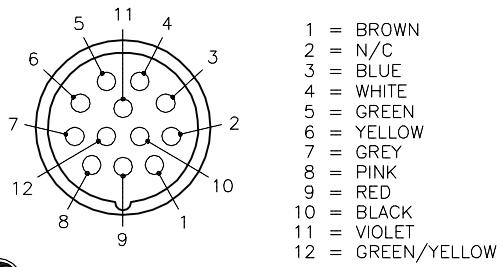 11
5
4
6
3
7
2
12
10
8
1
9
1 = BROWN
2 = N/C
3 = BLUE
4 = WHITE
5 = GREEN
6 = YELLOW
7 = GREY
8 = PINK
9 = RED
10 = BLACK
11 = VIOLET
12 = GREEN/YELLOW